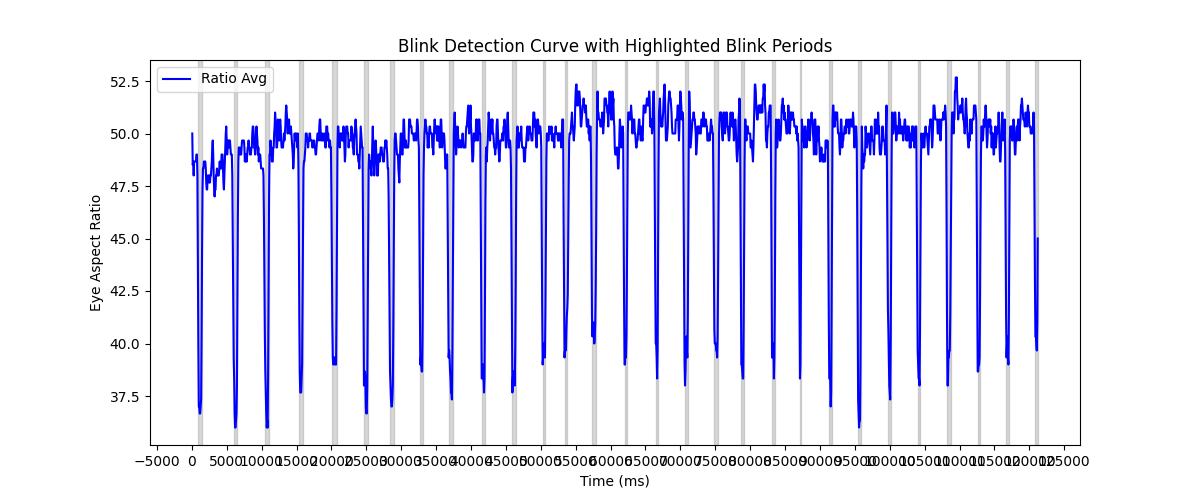 Blink Detection Curve with Highlighted Blink Periods
Ratio Avg
52.5
50.0
47.5
45.0
42.5
40.0
37.5
Eye Aspect Ratio
−5000 0 5000 10000 15000 20000 25000 30000 35000 40000 45000 50000 55000 60000 65000 70000 75000 80000 85000 90000 95000 100000 105000 110000 115000 120000 125000
Time (ms)